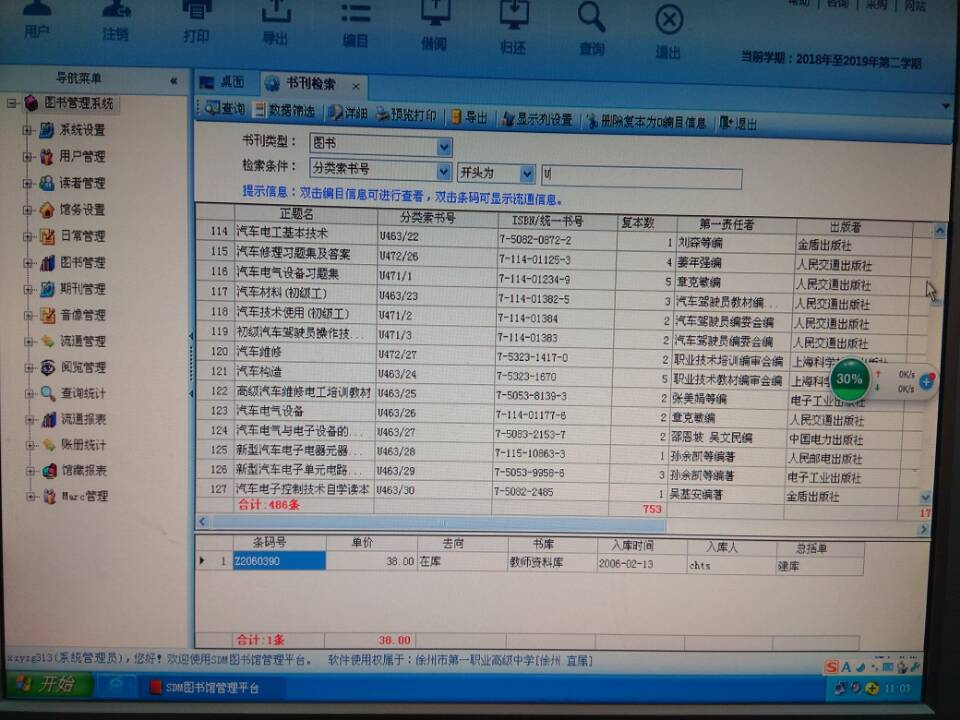 用户 注销 打印 导出 编目 借阅 归还 查询 退出
帮助 咨询 采购 网站
当前学期：2018年至2019年第二学期
导航菜单 «
图书管理系统
系统设置
用户管理
读者管理
馆务设置
日常管理
图书管理
期刊管理
音像管理
流通管理
阅览管理
查询统计
流通报表
账册统计
馆藏报表
Marc管理
桌面 书刊检索 ×
查询 数据筛选 详细 预览打印 导出 显示列设置 删除复本为0编目信息 退出
书刊类型： 图书
检索条件： 分类索书号 开头为 U
提示信息：双击编目信息可进行查看，双击条码可显示流通信息。
正题名 分类索书号 ISBN/统一书号 复本数 第一责任者 出版者
114 汽车电工基本技术 U463/22 7-5082-0872-2 1 刘森等编 金盾出版社
115 汽车修理习题集及答案 U472/26 7-114-01125-3 4 姜年强编 人民交通出版社
116 汽车电气设备习题集 U471/1 7-114-01234-9 5 章克敏编 人民交通出版社
117 汽车材料(初级工) U463/23 7-114-01382-5 3 汽车驾驶员教材编... 人民交通出版社
118 汽车技术使用(初级工) U471/2 7-114-01384 2 汽车驾驶员编委会编 人民交通出版社
119 初级汽车驾驶员操作技... U471/3 7-114-01383 2 汽车驾驶员编委会编 人民交通出版社
120 汽车维修 U472/27 7-5323-1417-0 2 职业技术培训编审会编 上海科学技术出版社
121 汽车构造 U463/24 7-5323-1670 5 职业技术教材编审会编 上海科学
122 高级汽车维修电工培训教材 U463/25 7-5053-8139-3 2 张美娟等编 电子工业出版社
123 汽车电气设备 U463/26 7-114-01177-6 2 章克敏编 人民交通出版社
124 汽车电气与电子设备的... U463/27 7-5083-2153-7 2 邵恩坡 吴文民编 中国电力出版社
125 新型汽车电子电器元器... U463/28 7-115-10863-3 1 孙余凯等编著 人民邮电出版社
126 新型汽车电子单元电路... U463/29 7-5053-9958-6 3 孙余凯等编著 电子工业出版社
127 汽车电子控制技术自学读本 U463/30 7-5082-2485 1 吴基安编著 金盾出版社
合计:486条 753 17
30% 0K/s
0K/s
条码号 单价 去向 书库 入库时间 入库人 总括单
1 Z2060390 38.00 在库 教师资料库 2006-02-13 chts 建库
合计:1条 38.00
xzyzg313(系统管理员)，您好！欢迎使用SDM图书馆管理平台。 软件使用权属于：徐州市第一职业高级中学[徐州.直属]
开始 SDM图书馆管理平台 11:03